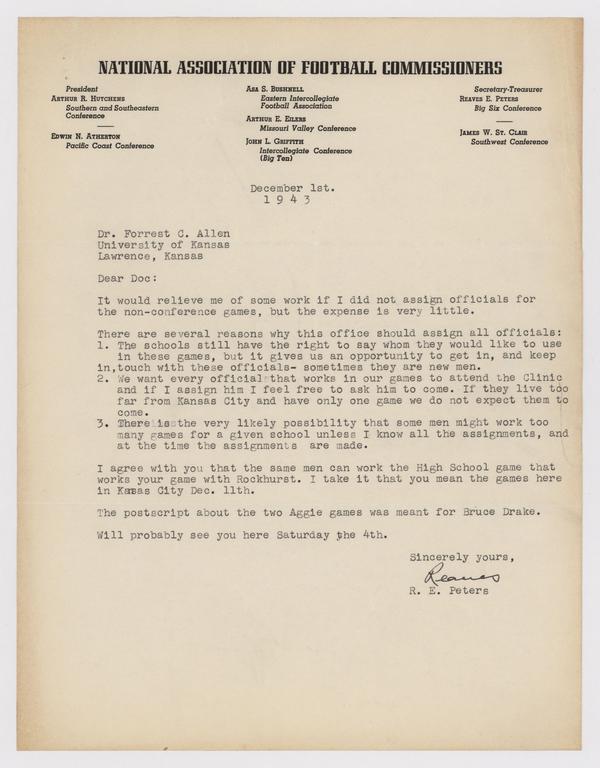 NATIONAL ASSOCIATION OF FOOTBALL COMMISSIONERS
President
ARTHUR R. HUTCHENS
Southern and Southeastern
Conference
EDWIN N. ATHERTON
Pacific Coast Conference
ASA S. BUSHNELL
Eastern Intercollegiate
Football Association
ARTHUR E. EILERS
Missouri Valley Conference
JOHN L. GRIFFITH
Intercollegiate Conference
(Big Ten)
Secretary-Treasurer
REAVES E. PETERS
Big Six Conference
JAMES W. ST. CLAIR
Southwest Conference
December 1st.
1 9 4 3
Dr. Forrest C. Allen
University of Kansas
Lawrence, Kansas
Dear Doc:
It would relieve me of some work if I did not assign officials for
the non-conference games, but the expense is very little.
There are several reasons why this office should assign all officials:
1. The schools still have the right to say whom they would like to use
in these games, but it gives us an opportunity to get in, and keep
in,touch with these officials- sometimes they are new men.
2. We want every official that works in our games to attend the Clinic
and if I assign him I feel free to ask him to come. If they live too
far from Kansas City and have only one game we do not expect them to
come.
3. There is the very likely possibility that some men might work too
many games for a given school unless I know all the assignments, and
at the time the assignments are made.
I agree with you that the same men can work the High School game that
works your game with Rockhurst. I take it that you mean the games here
in Kansas City Dec. 11th.
The postscript about the two Aggie games was meant for Bruce Drake.
Will probably see you here Saturday the 4th.
Sincerely yours,
Reaves
R. E. Peters